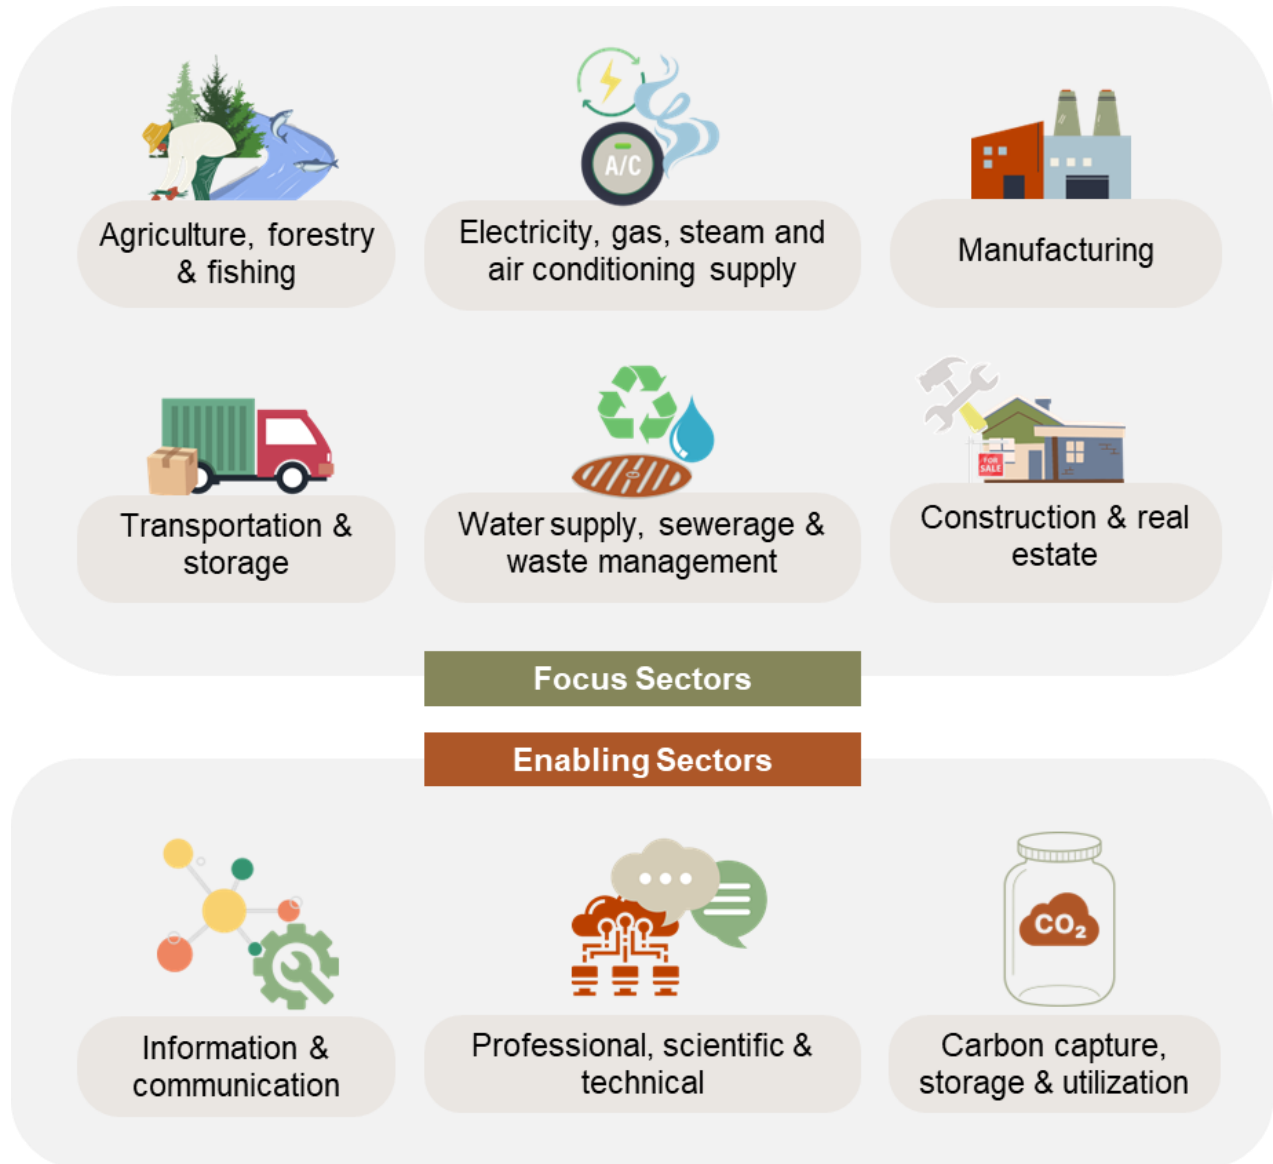 A/C
Agriculture, forestry
& fishing
Electricity, gas, steam and
air conditioning supply
Manufacturing
FOR
SALE
Transportation &
storage
Water supply, sewerage &
waste management
Construction & real
estate
Focus Sectors
Enabling Sectors
CO₂
Information &
communication
Professional, scientific &
technical
Carbon capture,
storage & utilization